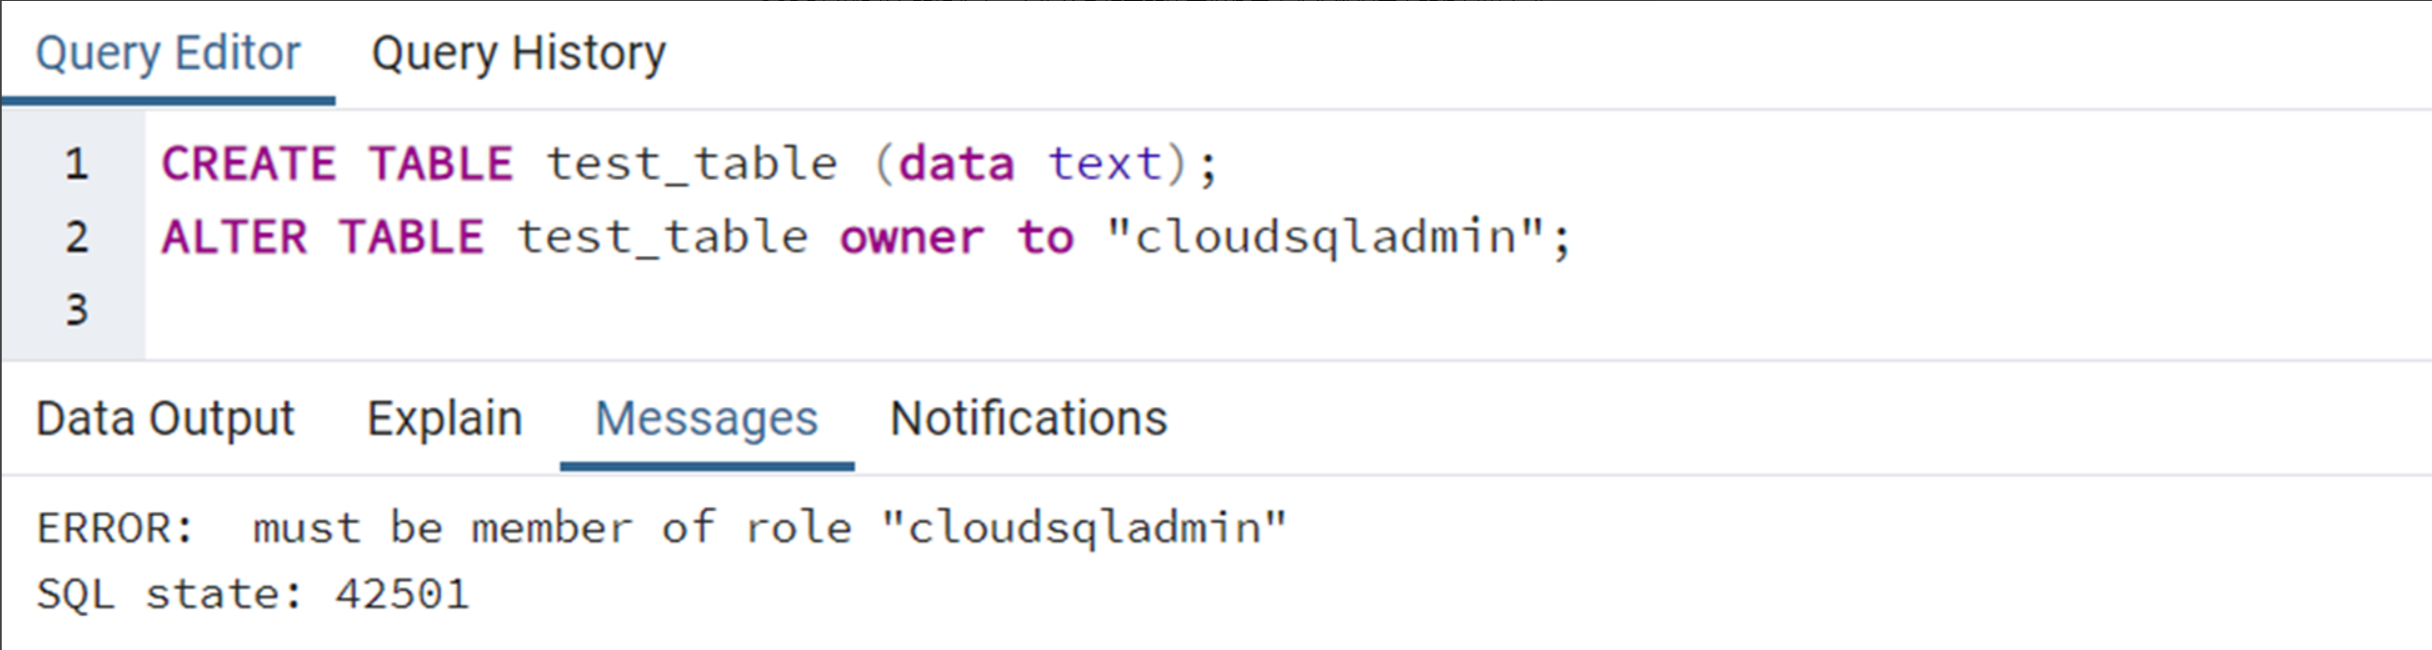 Query Editor Query History
1 CREATE TABLE test_table (data text);
2 ALTER TABLE test_table owner to "cloudsqladmin";
3
Data Output Explain Messages Notifications
ERROR:  must be member of role "cloudsqladmin"
SQL state: 42501